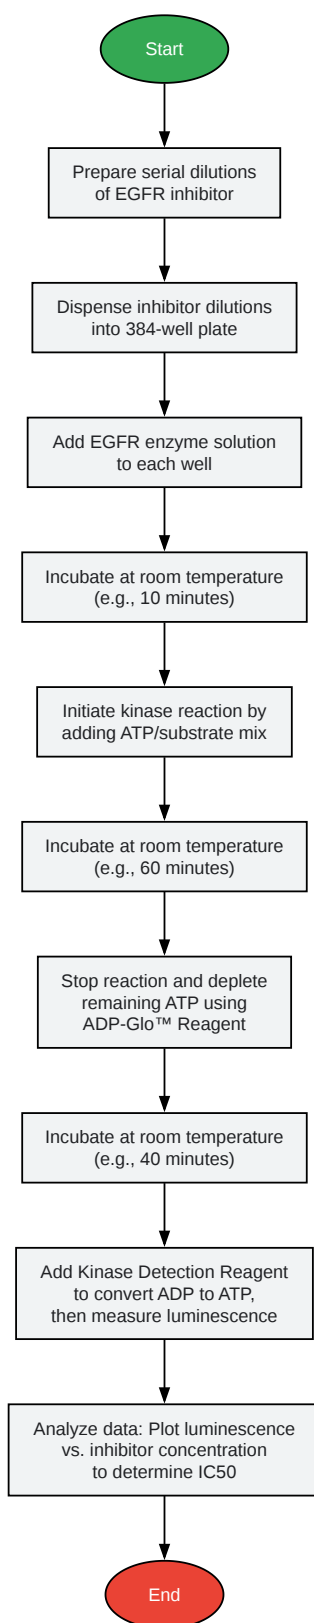 Start
Prepare serial dilutions
of EGFR inhibitor
Dispense inhibitor dilutions
into 384-well plate
Add EGFR enzyme solution
to each well
Incubate at room temperature
(e.g., 10 minutes)
Initiate kinase reaction by
adding ATP/substrate mix
Incubate at room temperature
(e.g., 60 minutes)
Stop reaction and deplete
remaining ATP using
ADP-Glo™ Reagent
Incubate at room temperature
(e.g., 40 minutes)
Add Kinase Detection Reagent
to convert ADP to ATP,
then measure luminescence
Analyze data: Plot luminescence
vs. inhibitor concentration
to determine IC50
End